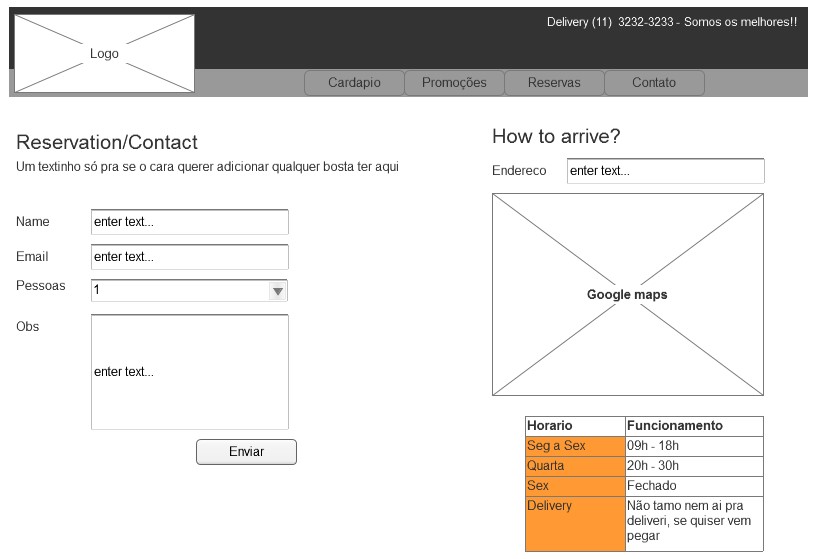 Delivery (11)  3232-3233 - Somos os melhores!!
Logo
Cardapio Promoções Reservas Contato
Reservation/Contact
Um textinho só pra se o cara querer adicionar qualquer bosta ter aqui
Name enter text...
Email enter text...
Pessoas 1
Obs enter text...
Enviar
How to arrive?
Endereco enter text...
Google maps
Horario Funcionamento
Seg a Sex 09h - 18h
Quarta 20h - 30h
Sex Fechado
Delivery Não tamo nem ai pra
deliveri, se quiser vem
pegar